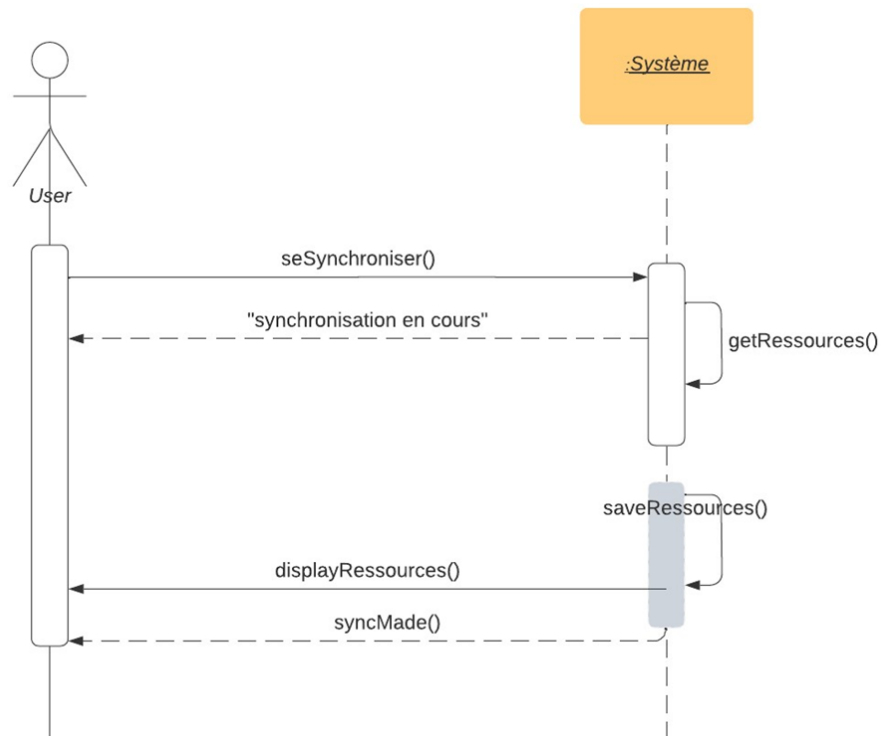 :Système
User
seSynchroniser()
"synchronisation en cours"
getRessources()
saveRessources()
displayRessources()
syncMade()